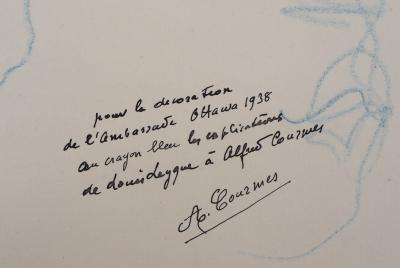 pour la decoration
de l'Ambassade Ottawa 1938
au crayon bleu les explications
de Louis Leygue à Alfred Courmes
A. Courmes